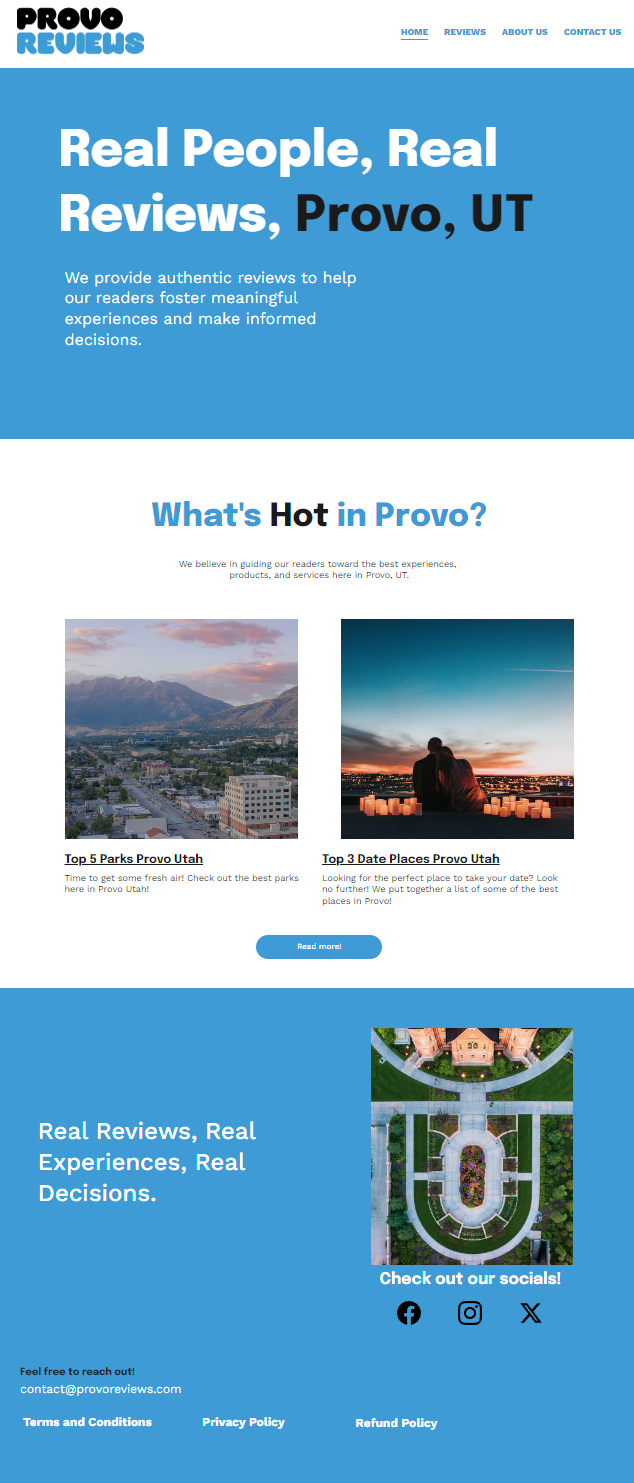 PROVO
REVIEWS
HOME REVIEWS ABOUT US CONTACT US
Real People, Real
Reviews, Provo, UT
We provide authentic reviews to help
our readers foster meaningful
experiences and make informed
decisions.
What's Hot in Provo?
We believe in guiding our readers toward the best experiences,
products, and services here in Provo, UT.
Top 5 Parks Provo Utah
Time to get some fresh air! Check out the best parks
here in Provo Utah!
Top 3 Date Places Provo Utah
Looking for the perfect place to take your date? Look
no further! We put together a list of some of the best
places in Provo!
Read more!
Real Reviews, Real
Experiences, Real
Decisions.
Check out our socials!
Feel free to reach out!
contact@provoreviews.com
Terms and Conditions Privacy Policy Refund Policy